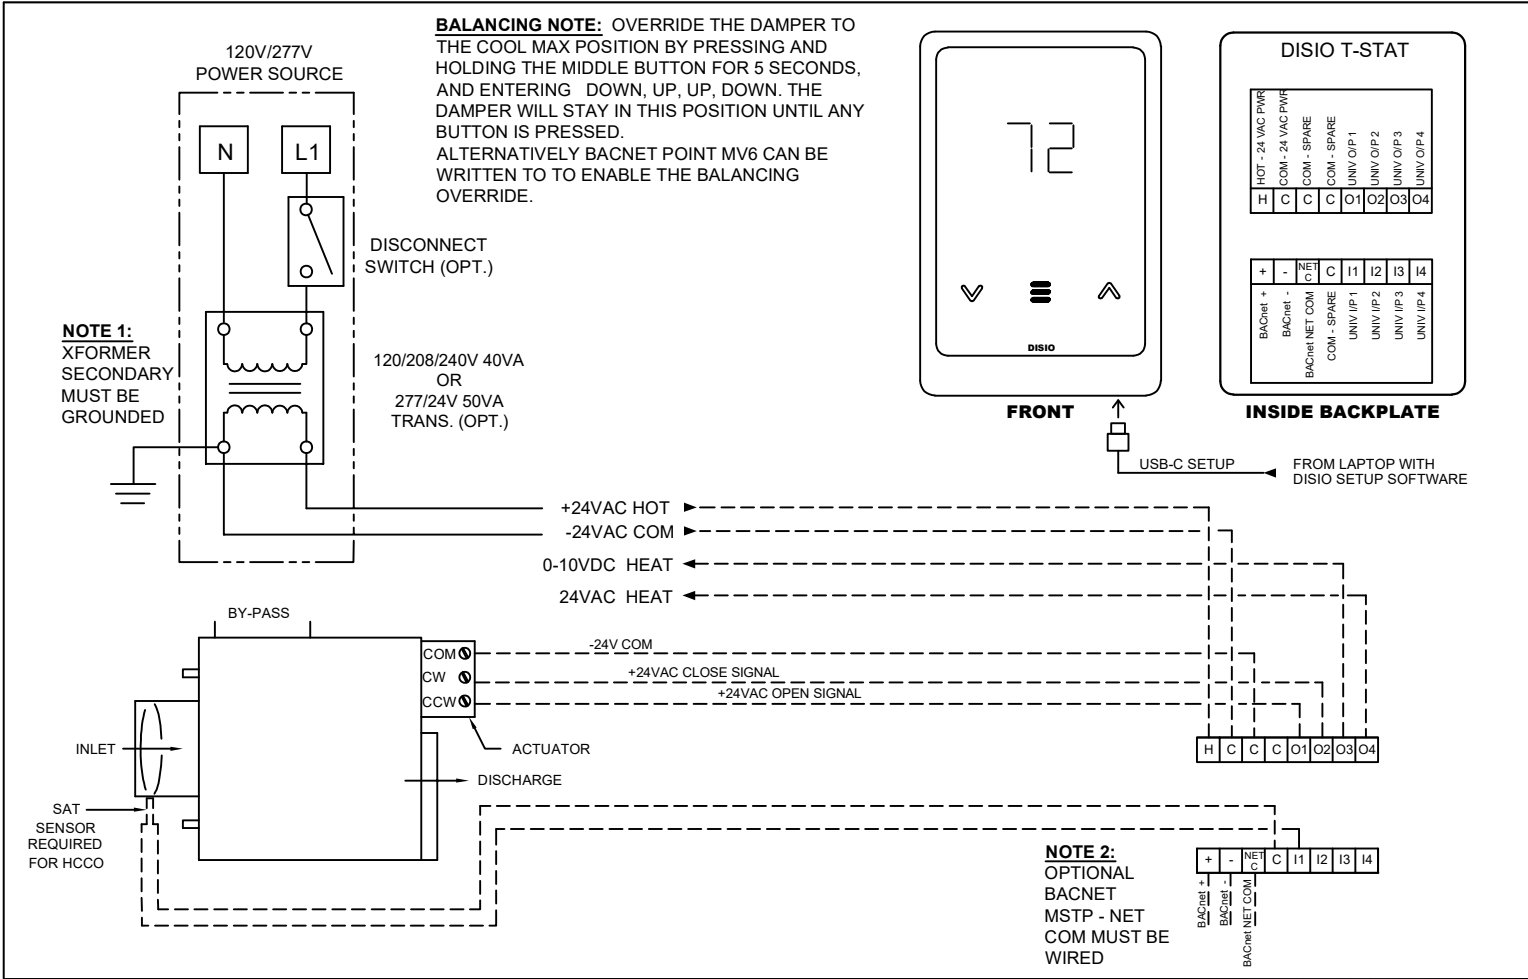 120V/277V
POWER SOURCE
N
L1
DISCONNECT
SWITCH (OPT.)
NOTE 1:
XFORMER
SECONDARY
MUST BE
GROUNDED
120/208/240V 40VA
OR
277/24V 50VA
TRANS. (OPT.)
BALANCING NOTE: OVERRIDE THE DAMPER TO
THE COOL MAX POSITION BY PRESSING AND
HOLDING THE MIDDLE BUTTON FOR 5 SECONDS,
AND ENTERING DOWN, UP, UP, DOWN. THE
DAMPER WILL STAY IN THIS POSITION UNTIL ANY
BUTTON IS PRESSED.
ALTERNATIVELY BACNET POINT MV6 CAN BE
WRITTEN TO TO ENABLE THE BALANCING
OVERRIDE.
72
DISIO
FRONT
DISIO T-STAT
HOT - 24 VAC PWR
COM - 24 VAC PWR
COM - SPARE
COM - SPARE
UNIV O/P 1
UNIV O/P 2
UNIV O/P 3
UNIV O/P 4
H C C C O1 O2 O3 O4
+ - NET C C I1 I2 I3 I4
BACnet +
BACnet -
BACnet NET COM
COM - SPARE
UNIV I/P 1
UNIV I/P 2
UNIV I/P 3
UNIV I/P 4
INSIDE BACKPLATE
USB-C SETUP
FROM LAPTOP WITH
DISIO SETUP SOFTWARE
+24VAC HOT
-24VAC COM
0-10VDC HEAT
24VAC HEAT
BY-PASS
COM
CW
CCW
-24V COM
+24VAC CLOSE SIGNAL
+24VAC OPEN SIGNAL
INLET
ACTUATOR
DISCHARGE
SAT
SENSOR
REQUIRED
FOR HCCO
H C C C O1 O2 O3 O4
NOTE 2:
OPTIONAL
BACNET
MSTP - NET
COM MUST BE
WIRED
+ - NET C C I1 I2 I3 I4
BACnet +
BACnet -
BACnet NET COM